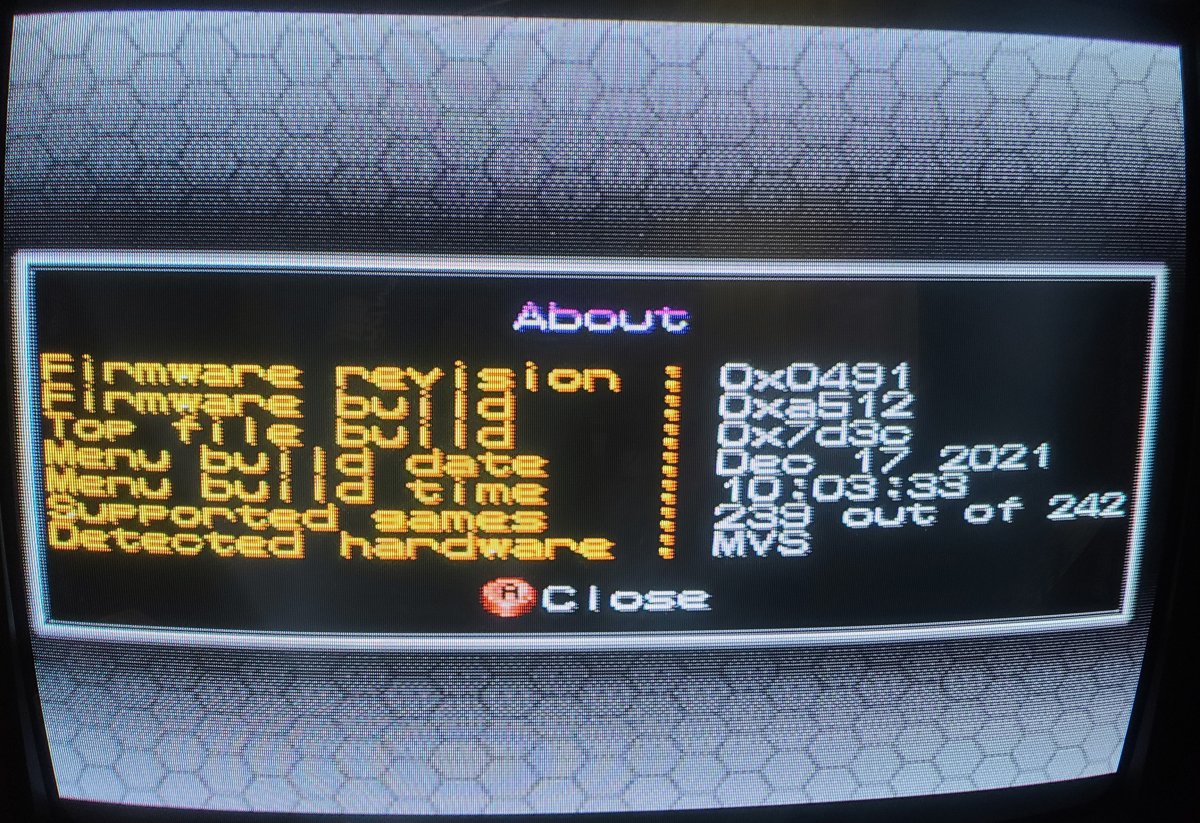 About
Firmware revision : 0x0491
Firmware build : 0xa512
Top file build : 0x7d3c
Menu build date : Dec 17 2021
Menu build time : 10:03:33
Supported games : 239 out of 242
Detected hardware : MVS
A Close